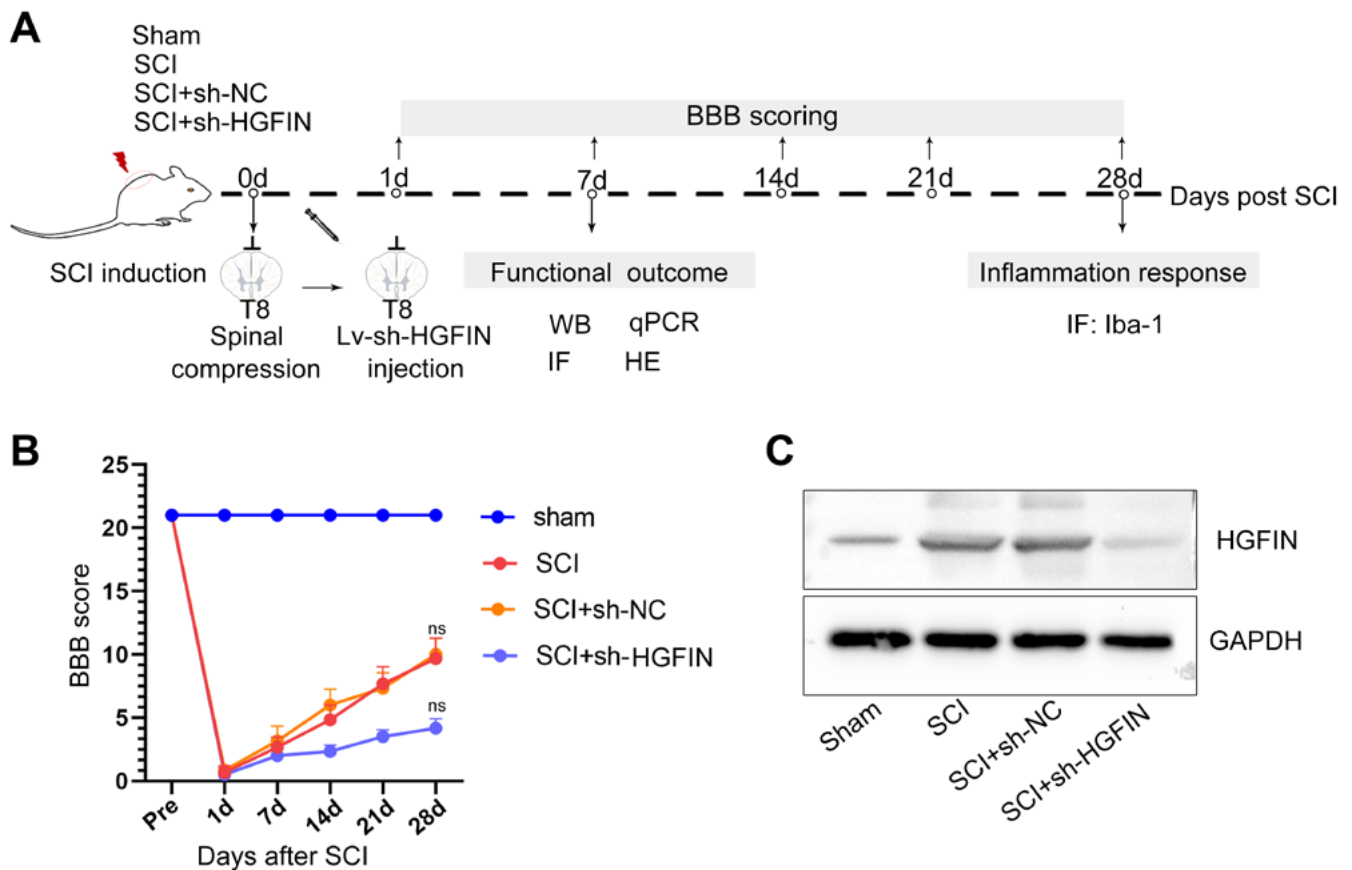 A
Sham
SCI
SCI+sh-NC
SCI+sh-HGFIN
BBB scoring
0d 1d 7d 14d 21d 28d Days post SCI
SCI induction
T8 T8
Spinal compression
Lv-sh-HGFIN injection
Functional outcome
WB qPCR
IF HE
Inflammation response
IF: Iba-1
B
25
20
15
10
5
0
BBB score
Pre 1d 7d 14d 21d 28d
Days after SCI
ns
ns
sham
SCI
SCI+sh-NC
SCI+sh-HGFIN
C
HGFIN
GAPDH
Sham SCI SCI+sh-NC SCI+sh-HGFIN